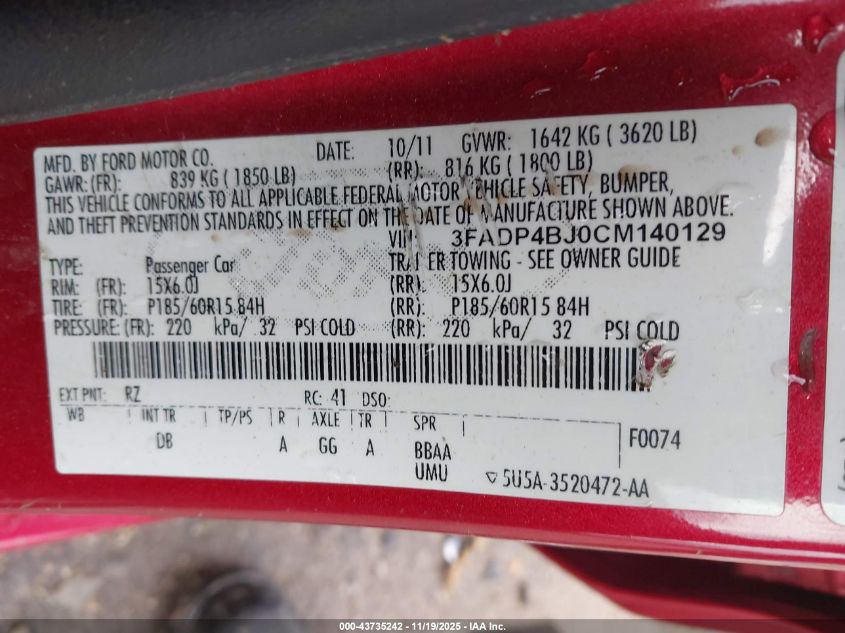 MFD. BY FORD MOTOR CO. DATE: 10/11 GVWR: 1642 KG ( 3620 LB)
GAWR: (FR): 839 KG ( 1850 LB) (RR): 816 KG ( 1800 LB)
THIS VEHICLE CONFORMS TO ALL APPLICABLE FEDERAL MOTOR VEHICLE SAFETY, BUMPER,
AND THEFT PREVENTION STANDARDS IN EFFECT ON THE DATE OF MANUFACTURE SHOWN ABOVE.
VIN: 3FADP4BJ0CM140129
TYPE: Passenger Car TRAILER TOWING - SEE OWNER GUIDE
RIM: (FR): 15X6.0J (RR): 15X6.0J
TIRE: (FR): P185/60R15 84H (RR): P185/60R15 84H
PRESSURE: (FR): 220 kPa/ 32 PSI COLD (RR): 220 kPa/ 32 PSI COLD
EXT PNT: RZ RC: 41 DSO:
WB INT TR TP/PS R AXLE TR SPR
DB A GG A BBAA F0074
UMU 5U5A-3520472-AA
000-43735242 - 11/19/2025 - IAA Inc.